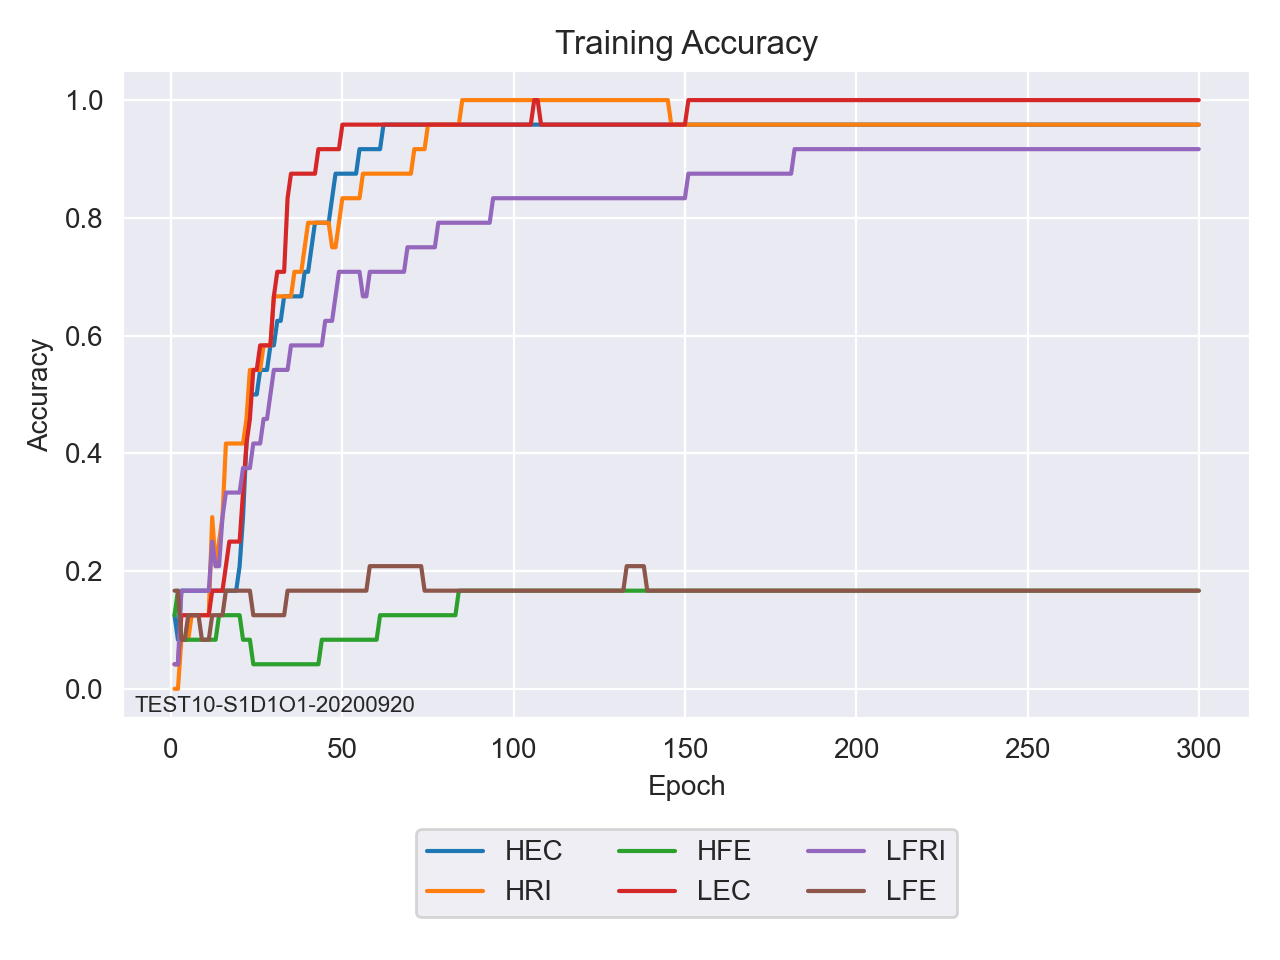 Training Accuracy
1.0
0.8
0.6
0.4
0.2
0.0
Accuracy
TEST10-S1D1O1-20200920
0 50 100 150 200 250 300
Epoch
HEC HFE LFRI
HRI LEC LFE